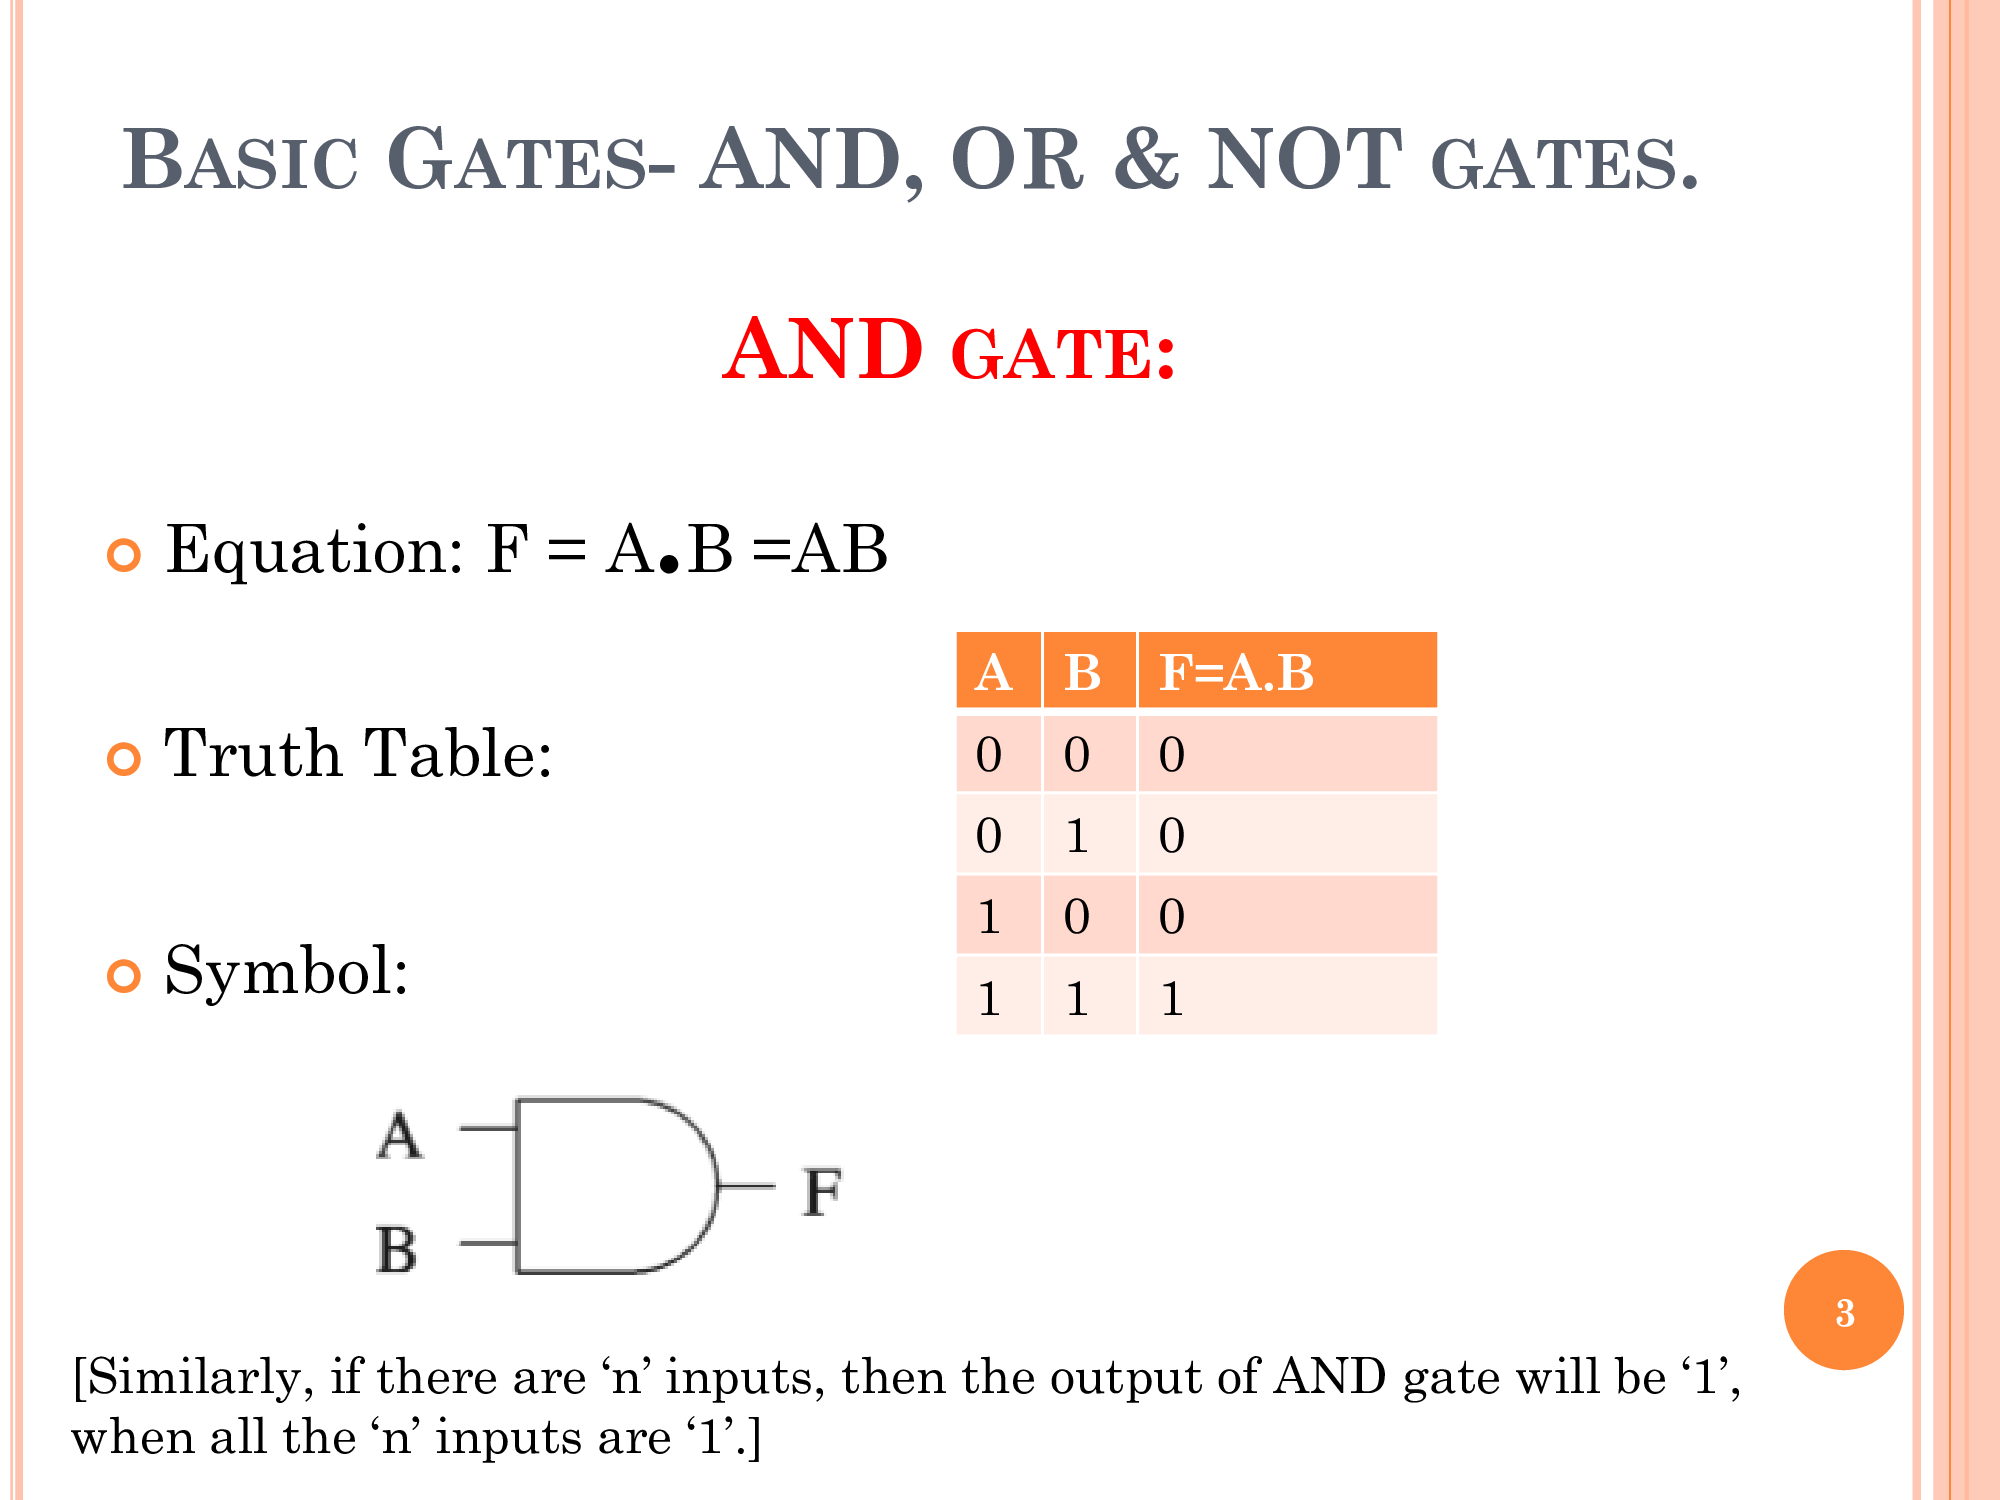 BASIC GATES- AND, OR & NOT GATES.
AND GATE:
Equation: F = A.B =AB
Truth Table:
A B F=A.B
0 0 0
0 1 0
1 0 0
1 1 1
Symbol:
A
B
F
3
[Similarly, if there are ‘n’ inputs, then the output of AND gate will be ‘1’,
when all the ‘n’ inputs are ‘1’.]